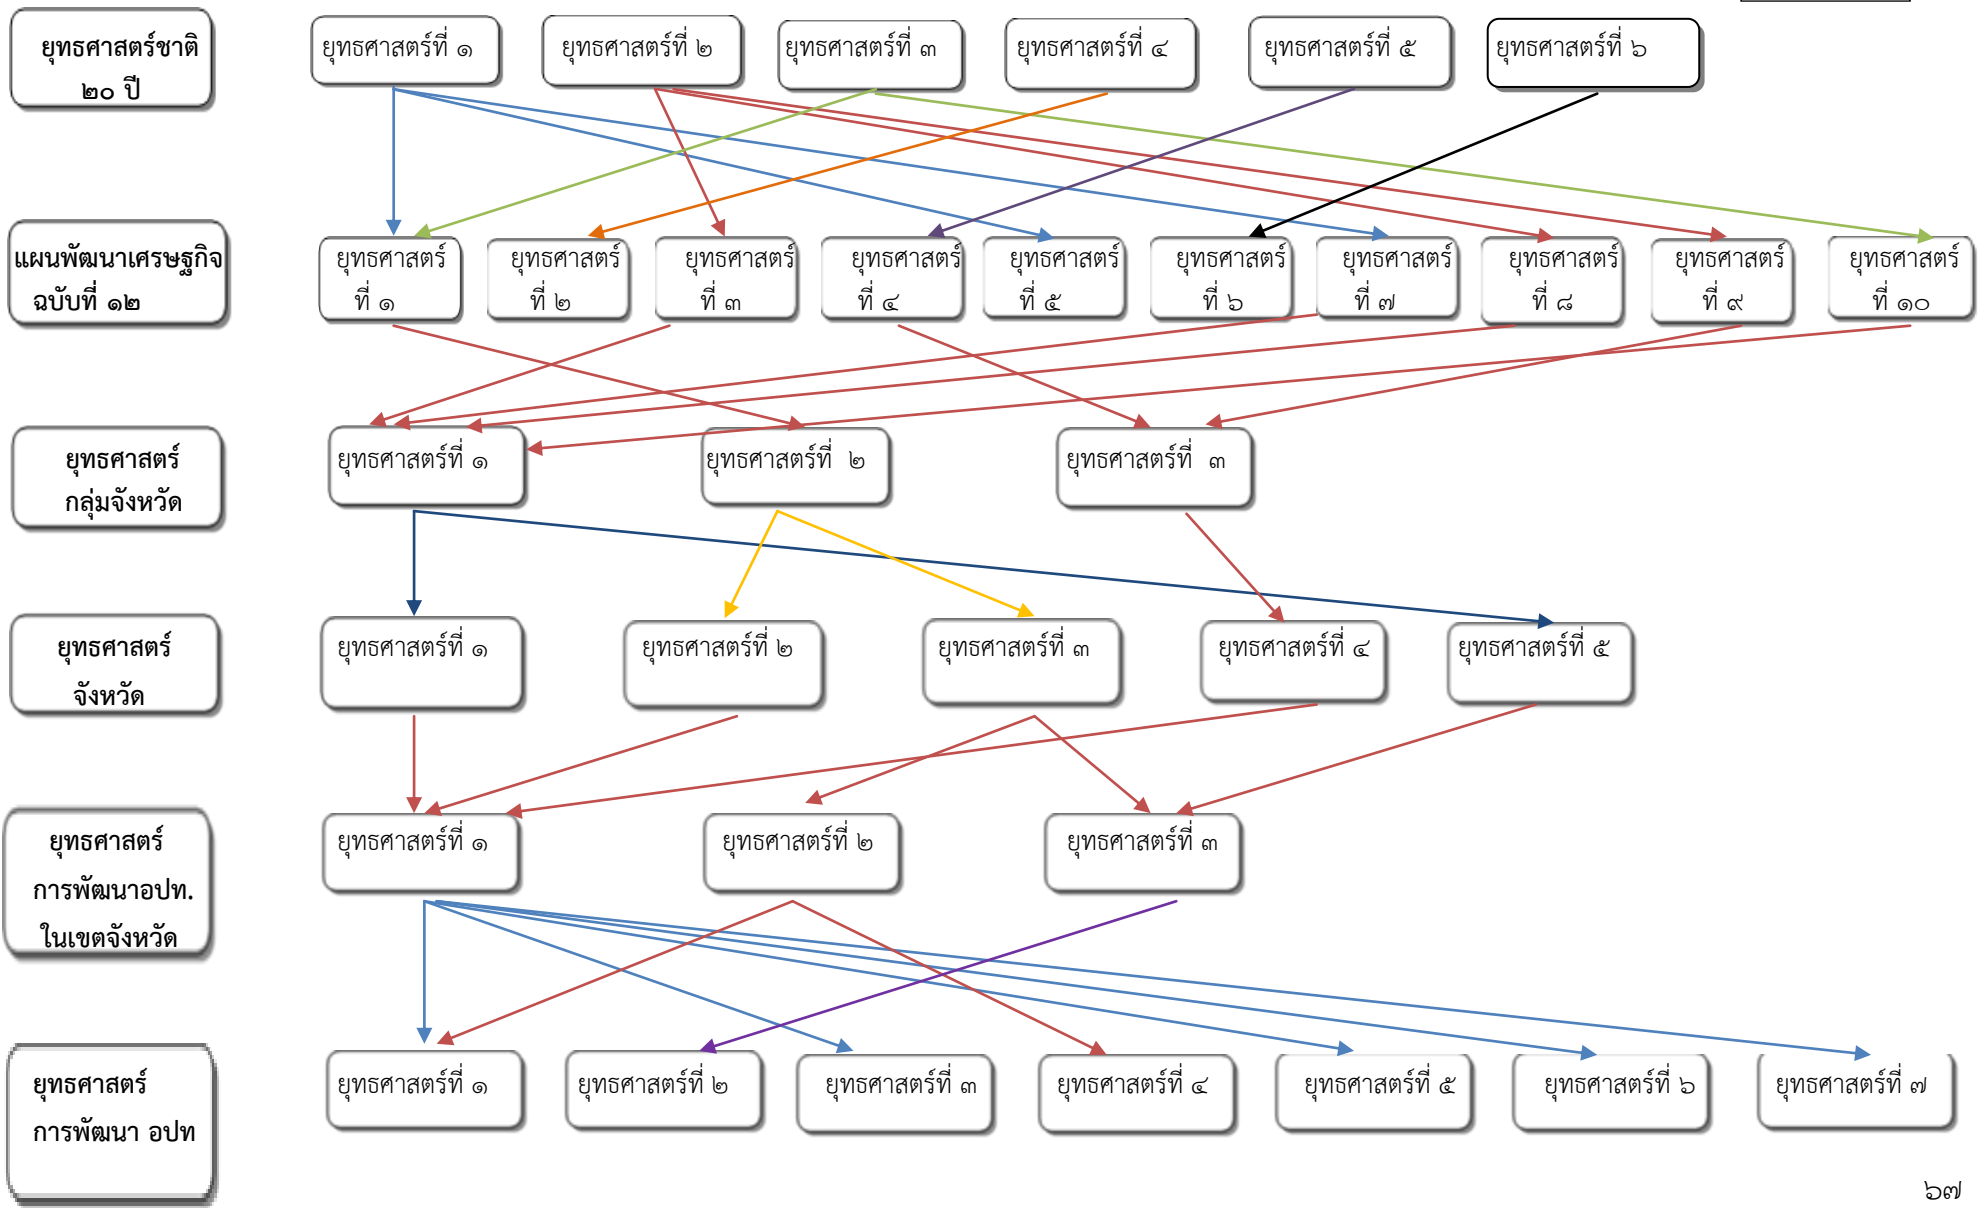 ยุทธศาสตร์ชาติ
๒๐ ปี
ยุทธศาสตร์ที่ ๑
ยุทธศาสตร์ที่ ๒
ยุทธศาสตร์ที่ ๓
ยุทธศาสตร์ที่ ๔
ยุทธศาสตร์ที่ ๕
ยุทธศาสตร์ที่ ๖
แผนพัฒนาเศรษฐกิจ
ฉบับที่ ๑๒
ยุทธศาสตร์
ที่ ๑
ยุทธศาสตร์
ที่ ๒
ยุทธศาสตร์
ที่ ๓
ยุทธศาสตร์
ที่ ๔
ยุทธศาสตร์
ที่ ๕
ยุทธศาสตร์
ที่ ๖
ยุทธศาสตร์
ที่ ๗
ยุทธศาสตร์
ที่ ๘
ยุทธศาสตร์
ที่ ๙
ยุทธศาสตร์
ที่ ๑๐
ยุทธศาสตร์
กลุ่มจังหวัด
ยุทธศาสตร์ที่ ๑
ยุทธศาสตร์ที่ ๒
ยุทธศาสตร์ที่ ๓
ยุทธศาสตร์
จังหวัด
ยุทธศาสตร์ที่ ๑
ยุทธศาสตร์ที่ ๒
ยุทธศาสตร์ที่ ๓
ยุทธศาสตร์ที่ ๔
ยุทธศาสตร์ที่ ๕
ยุทธศาสตร์
การพัฒนาอปท.
ในเขตจังหวัด
ยุทธศาสตร์ที่ ๑
ยุทธศาสตร์ที่ ๒
ยุทธศาสตร์ที่ ๓
ยุทธศาสตร์
การพัฒนา อปท
ยุทธศาสตร์ที่ ๑
ยุทธศาสตร์ที่ ๒
ยุทธศาสตร์ที่ ๓
ยุทธศาสตร์ที่ ๔
ยุทธศาสตร์ที่ ๕
ยุทธศาสตร์ที่ ๖
ยุทธศาสตร์ที่ ๗
๖๗